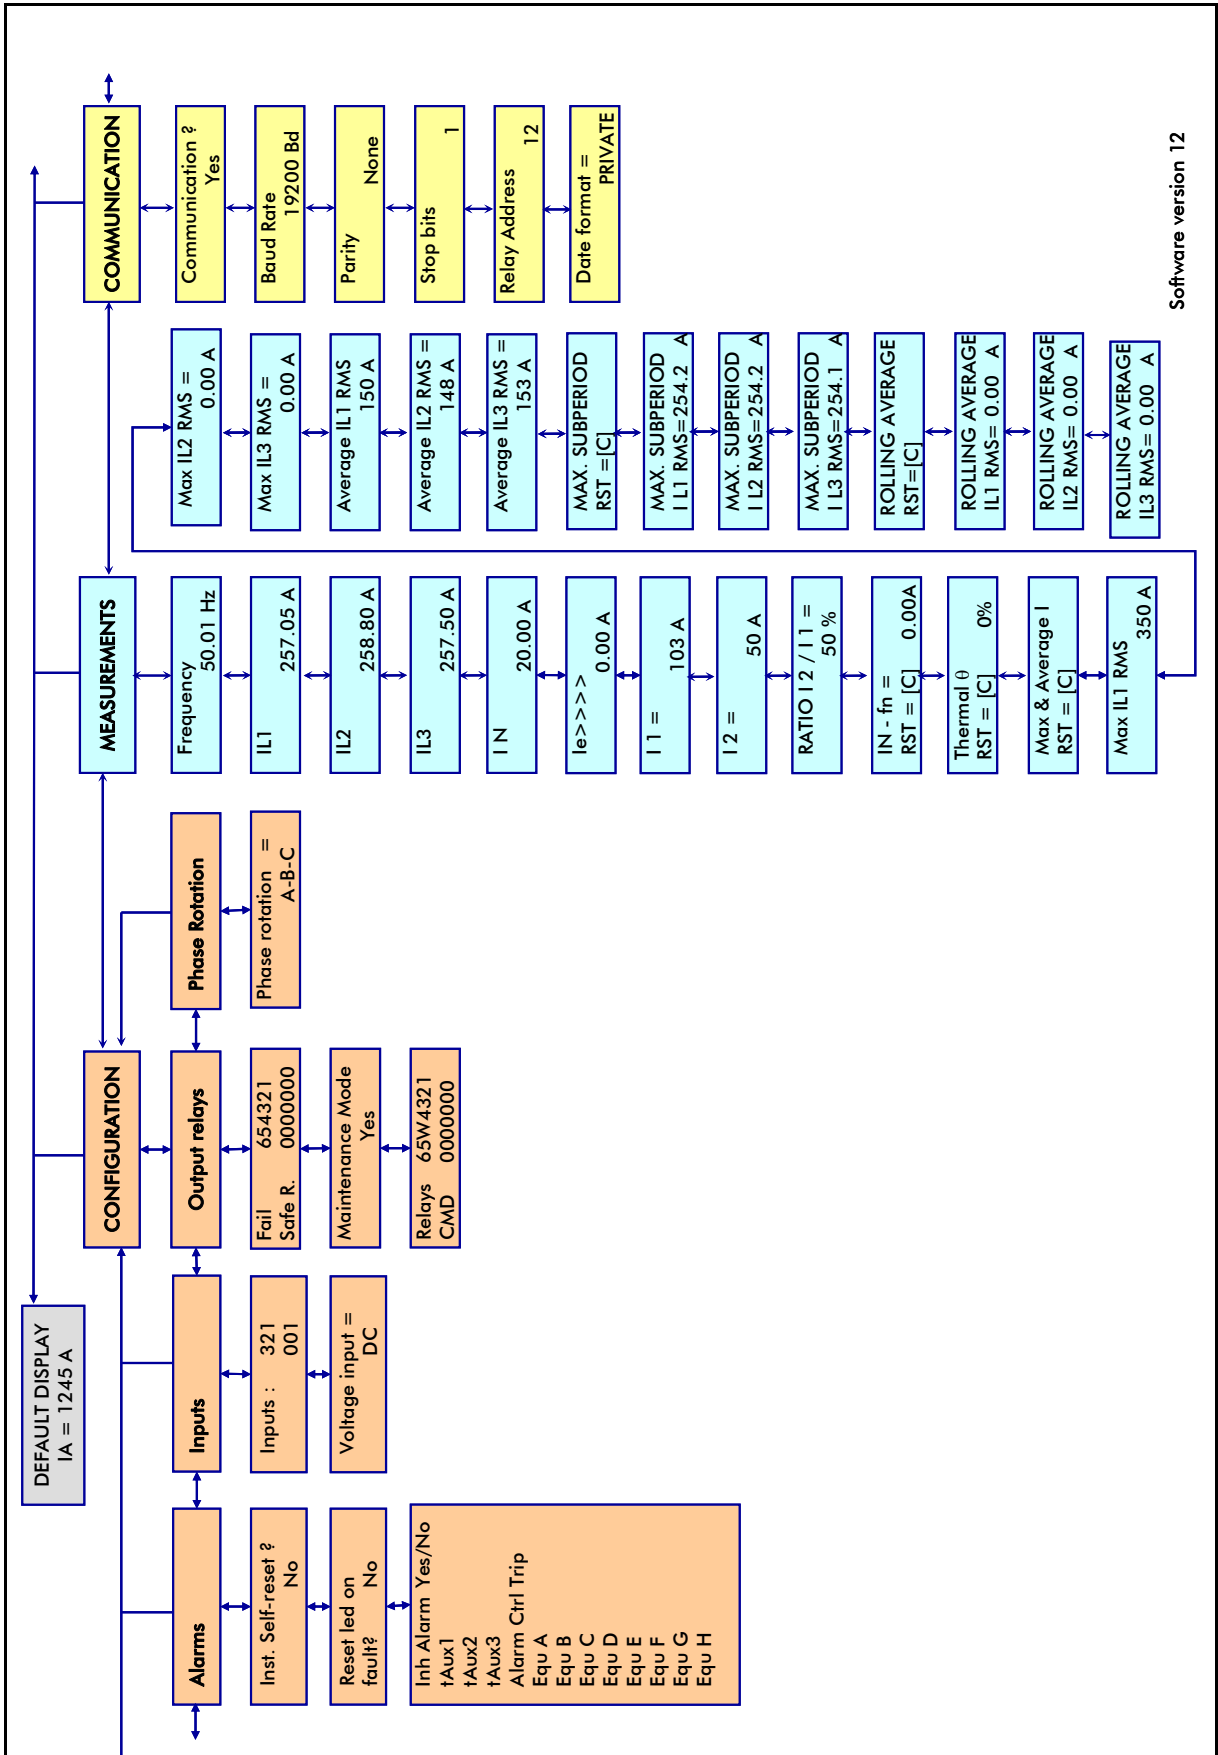 DEFAULT DISPLAY
IA = 1245 A
Alarms
Inst. Self-reset ?
No
Reset led on
fault? No
Inh Alarm Yes/No
tAux1
tAux2
tAux3
Alarm Ctrl Trip
Equ A
Equ B
Equ C
Equ D
Equ E
Equ F
Equ G
Equ H
Inputs
Inputs : 321
001
Voltage input =
DC
CONFIGURATION
Output relays
Fail 654321
Safe R. 0000000
Maintenance Mode
Yes
Relays 65W4321
CMD 0000000
Phase Rotation
Phase rotation =
A-B-C
MEASUREMENTS
Frequency
50.01 Hz
IL1
257.05 A
IL2
258.80 A
IL3
257.50 A
I N
20.00 A
Ie>>>>
0.00 A
I 1 =
103 A
I 2 =
50 A
RATIO I 2 / I 1 =
50 %
IN - fn =
RST = [C] 0.00A
Thermal θ
RST = [C] 0%
Max & Average I
RST = [C]
Max IL1 RMS
350 A
Max IL2 RMS =
0.00 A
Max IL3 RMS =
0.00 A
Average IL1 RMS
150 A
Average IL2 RMS =
148 A
Average IL3 RMS =
153 A
MAX. SUBPERIOD
RST =[C]
MAX. SUBPERIOD
I L1 RMS=254.2 A
MAX. SUBPERIOD
I L2 RMS=254.2 A
MAX. SUBPERIOD
I L3 RMS=254.1 A
ROLLING AVERAGE
RST=[C]
ROLLING AVERAGE
IL1 RMS= 0.00 A
ROLLING AVERAGE
IL2 RMS= 0.00 A
ROLLING AVERAGE
IL3 RMS= 0.00 A
COMMUNICATION
Communication ?
Yes
Baud Rate
19200 Bd
Parity
None
Stop bits
1
Relay Address
12
Date format =
PRIVATE
Software version 12